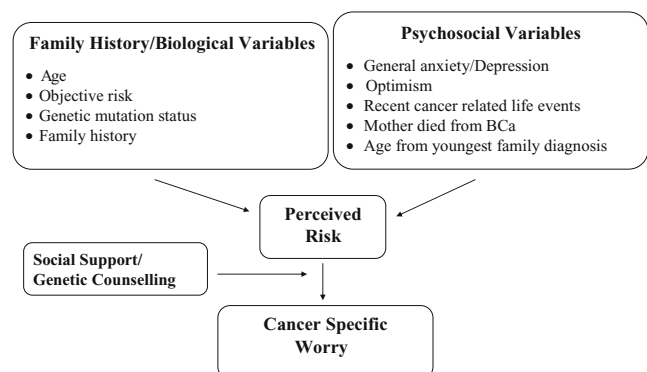 Family History/Biological Variables
• Age
• Objective risk
• Genetic mutation status
• Family history
Psychosocial Variables
• General anxiety/Depression
• Optimism
• Recent cancer related life events
• Mother died from BCa
• Age from youngest family diagnosis
Perceived
Risk
Social Support/
Genetic Counselling
Cancer Specific
Worry